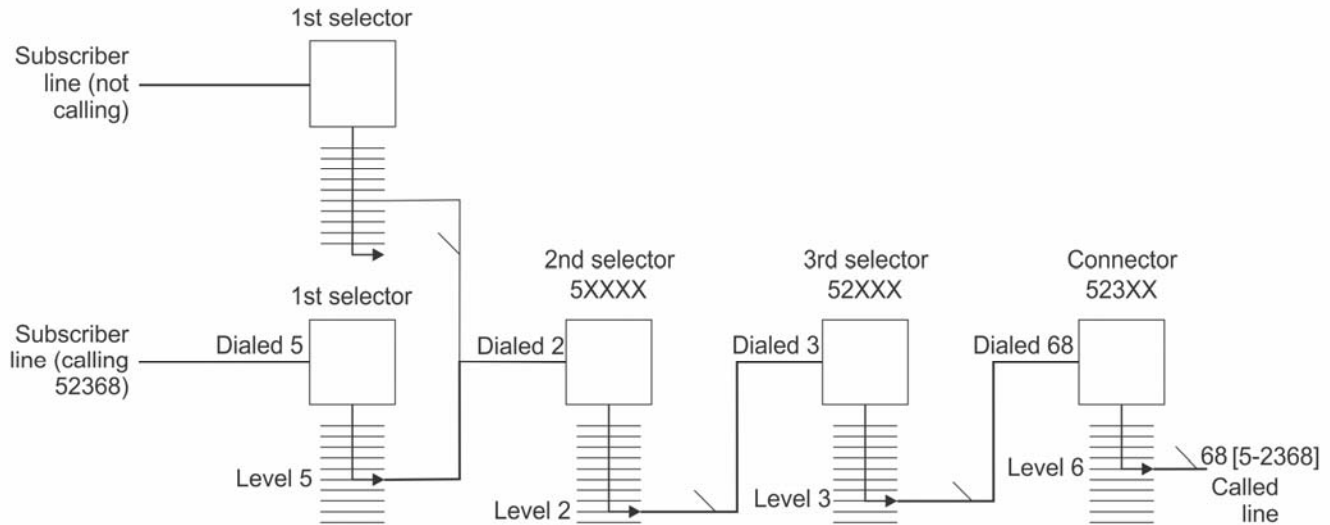 1st selector
Subscriber
line (not
calling)
1st selector
Subscriber
line (calling
52368)
Dialed 5
Level 5
2nd selector
5XXXX
Dialed 2
Level 2
3rd selector
52XXX
Dialed 3
Level 3
Connector
523XX
Dialed 68
Level 6
68 [5-2368]
Called
line